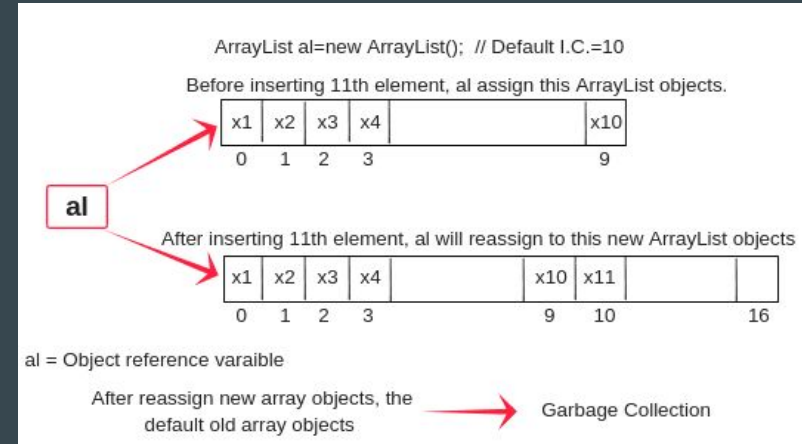 ArrayList al=new ArrayList();  // Default I.C.=10
Before inserting 11th element, al assign this ArrayList objects.
x1 x2 x3 x4 x10
0 1 2 3 9
al
After inserting 11th element, al will reassign to this new ArrayList objects
x1 x2 x3 x4 x10 x11
0 1 2 3 9 10 16
al = Object reference varaible
After reassign new array objects, the
default old array objects
Garbage Collection